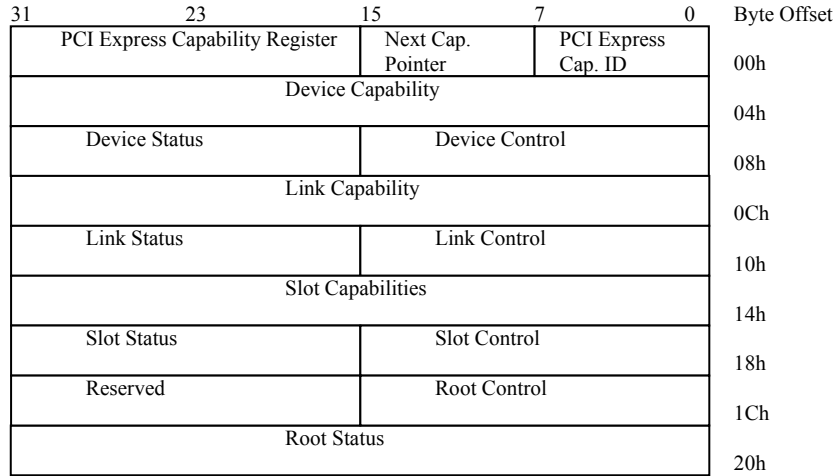 31 23 15 7 0 Byte Offset
PCI Express Capability Register Next Cap. PCI Express
Pointer Cap. ID 00h
Device Capability
04h
Device Status Device Control
08h
Link Capability
0Ch
Link Status Link Control
10h
Slot Capabilities
14h
Slot Status Slot Control
18h
Reserved Root Control
1Ch
Root Status
20h